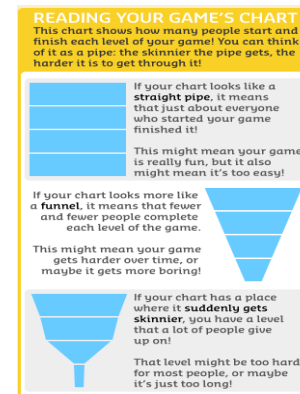 READING YOUR GAME'S CHART
This chart shows how many people start and
finish each level of your game! You can think
of it as a pipe: the skinnier the pipe gets, the
harder it is to get through it!
If your chart looks like a
straight pipe, it means
that just about everyone
who started your game
finished it!
This might mean your game
is really fun, but it also
might mean it's too easy!
If your chart looks more like
a funnel, it means that fewer
and fewer people complete
each level of the game.
This might mean your game
gets harder over time, or
maybe it gets more boring!
If your chart has a place
where it suddenly gets
skinnier, you have a level
that a lot of people give
up on!
That level might be too hard
for most people, or maybe
it's just too long!